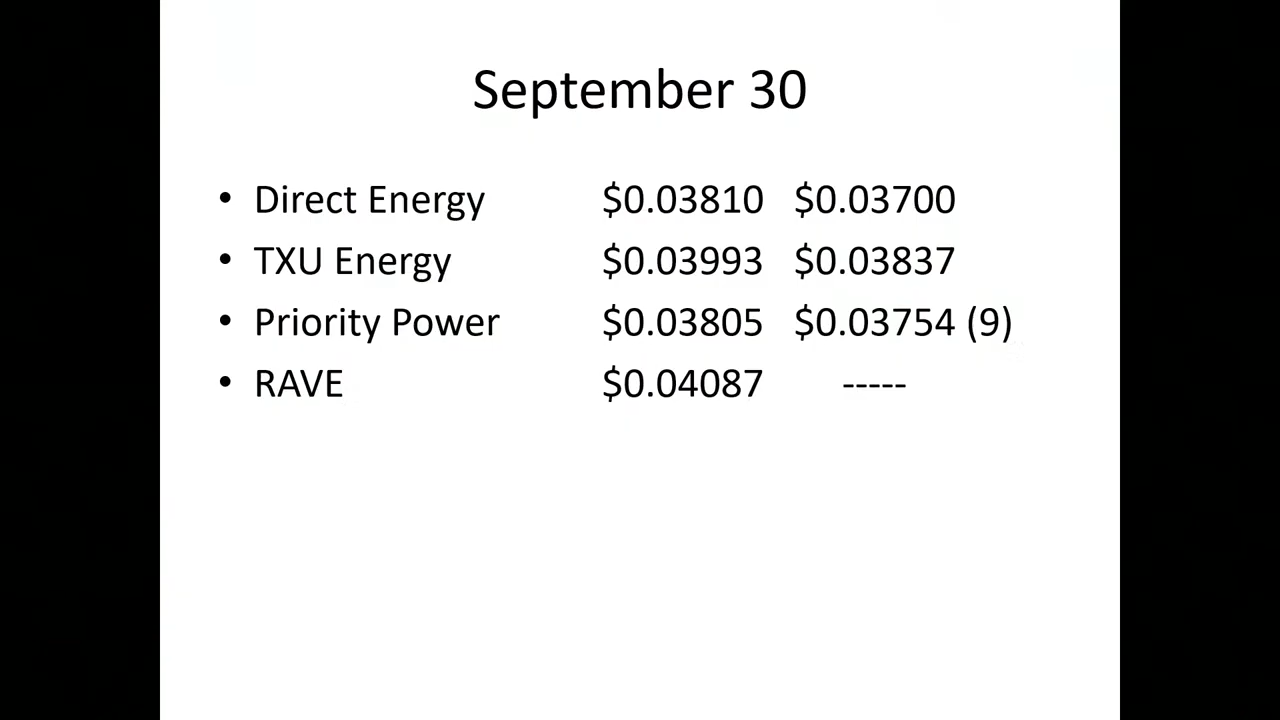 September 30
• Direct Energy $0.03810 $0.03700
• TXU Energy $0.03993 $0.03837
• Priority Power $0.03805 $0.03754 (9)
• RAVE $0.04087 -----